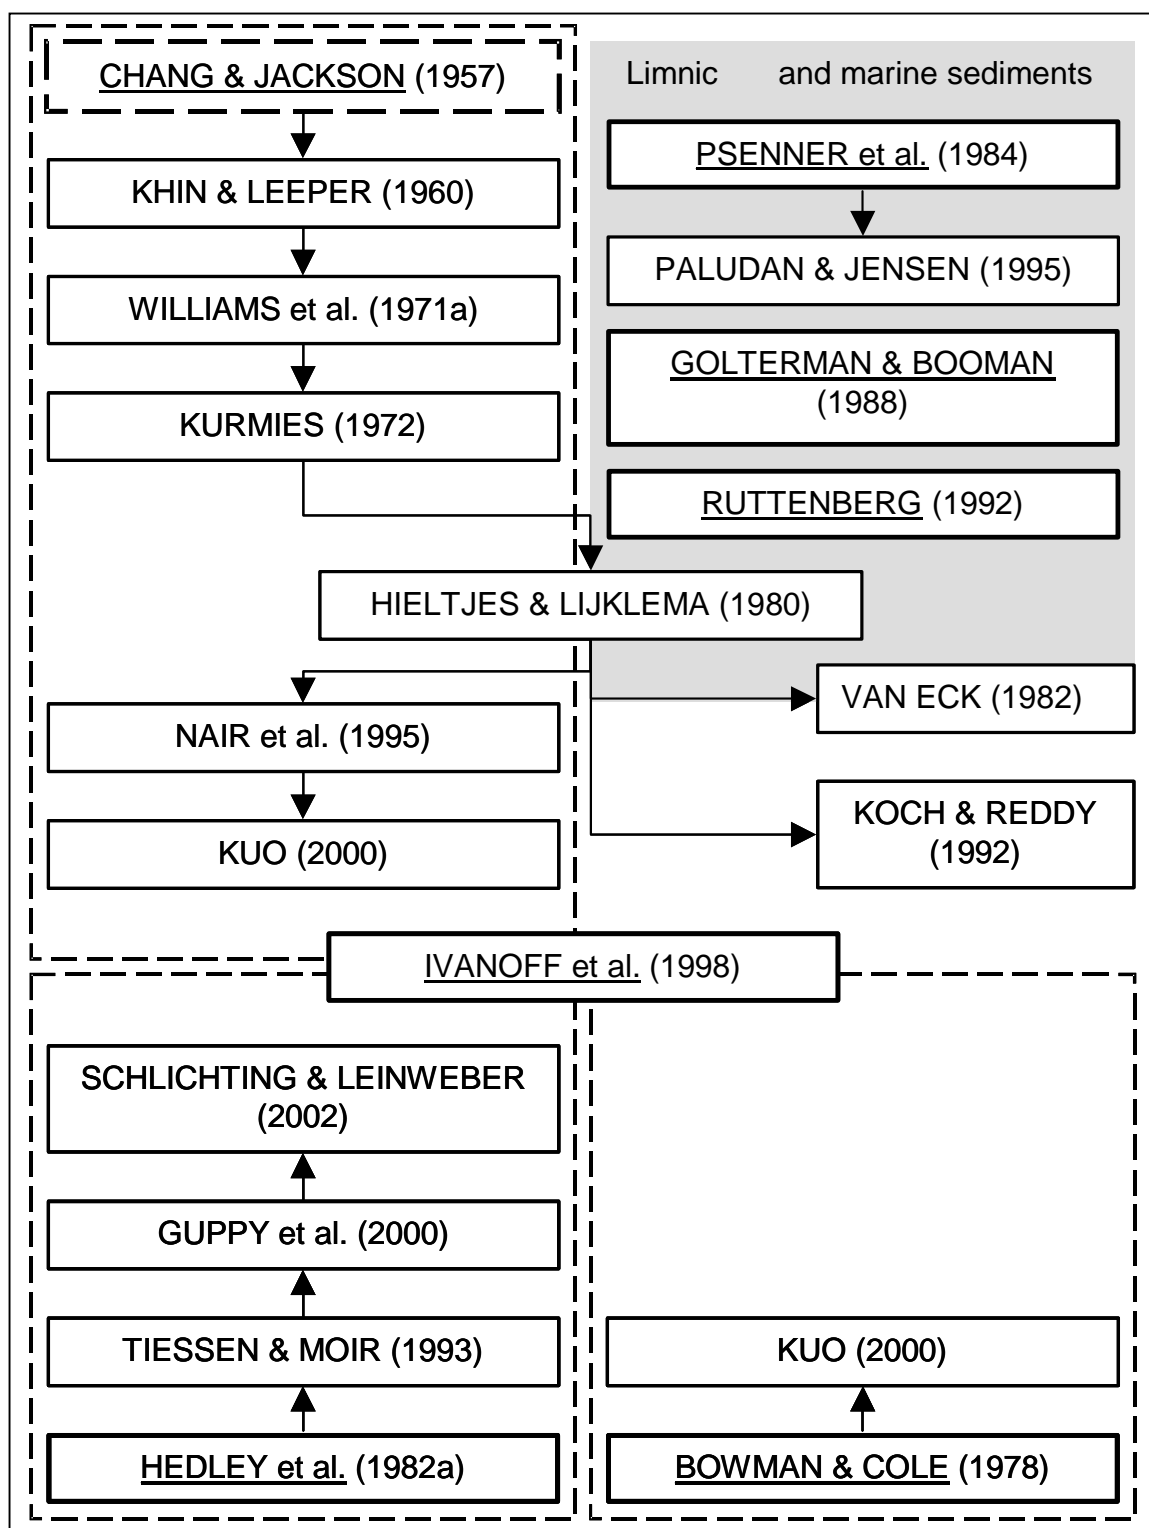 CHANG & JACKSON (1957)
KHIN & LEEPER (1960)
WILLIAMS et al. (1971a)
KURMIES (1972)
Limnic and marine sediments
PSENNER et al. (1984)
PALUDAN & JENSEN (1995)
GOLTERMAN & BOOMAN
(1988)
RUTTENBERG (1992)
HIELTJES & LIJKLEMA (1980)
NAIR et al. (1995)
KUO (2000)
VAN ECK (1982)
KOCH & REDDY
(1992)
IVANOFF et al. (1998)
SCHLICHTING & LEINWEBER
(2002)
GUPPY et al. (2000)
TIESSEN & MOIR (1993)
HEDLEY et al. (1982a)
KUO (2000)
BOWMAN & COLE (1978)